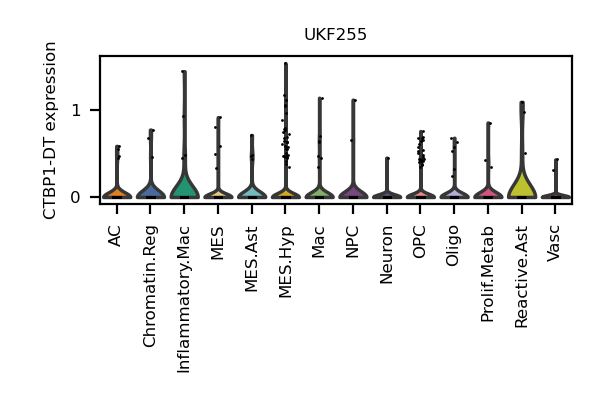 UKF255
CTBP1-DT expression
1
0
AC
Chromatin.Reg
Inflammatory.Mac
MES
MES.Ast
MES.Hyp
Mac
NPC
Neuron
OPC
Oligo
Prolif.Metab
Reactive.Ast
Vasc